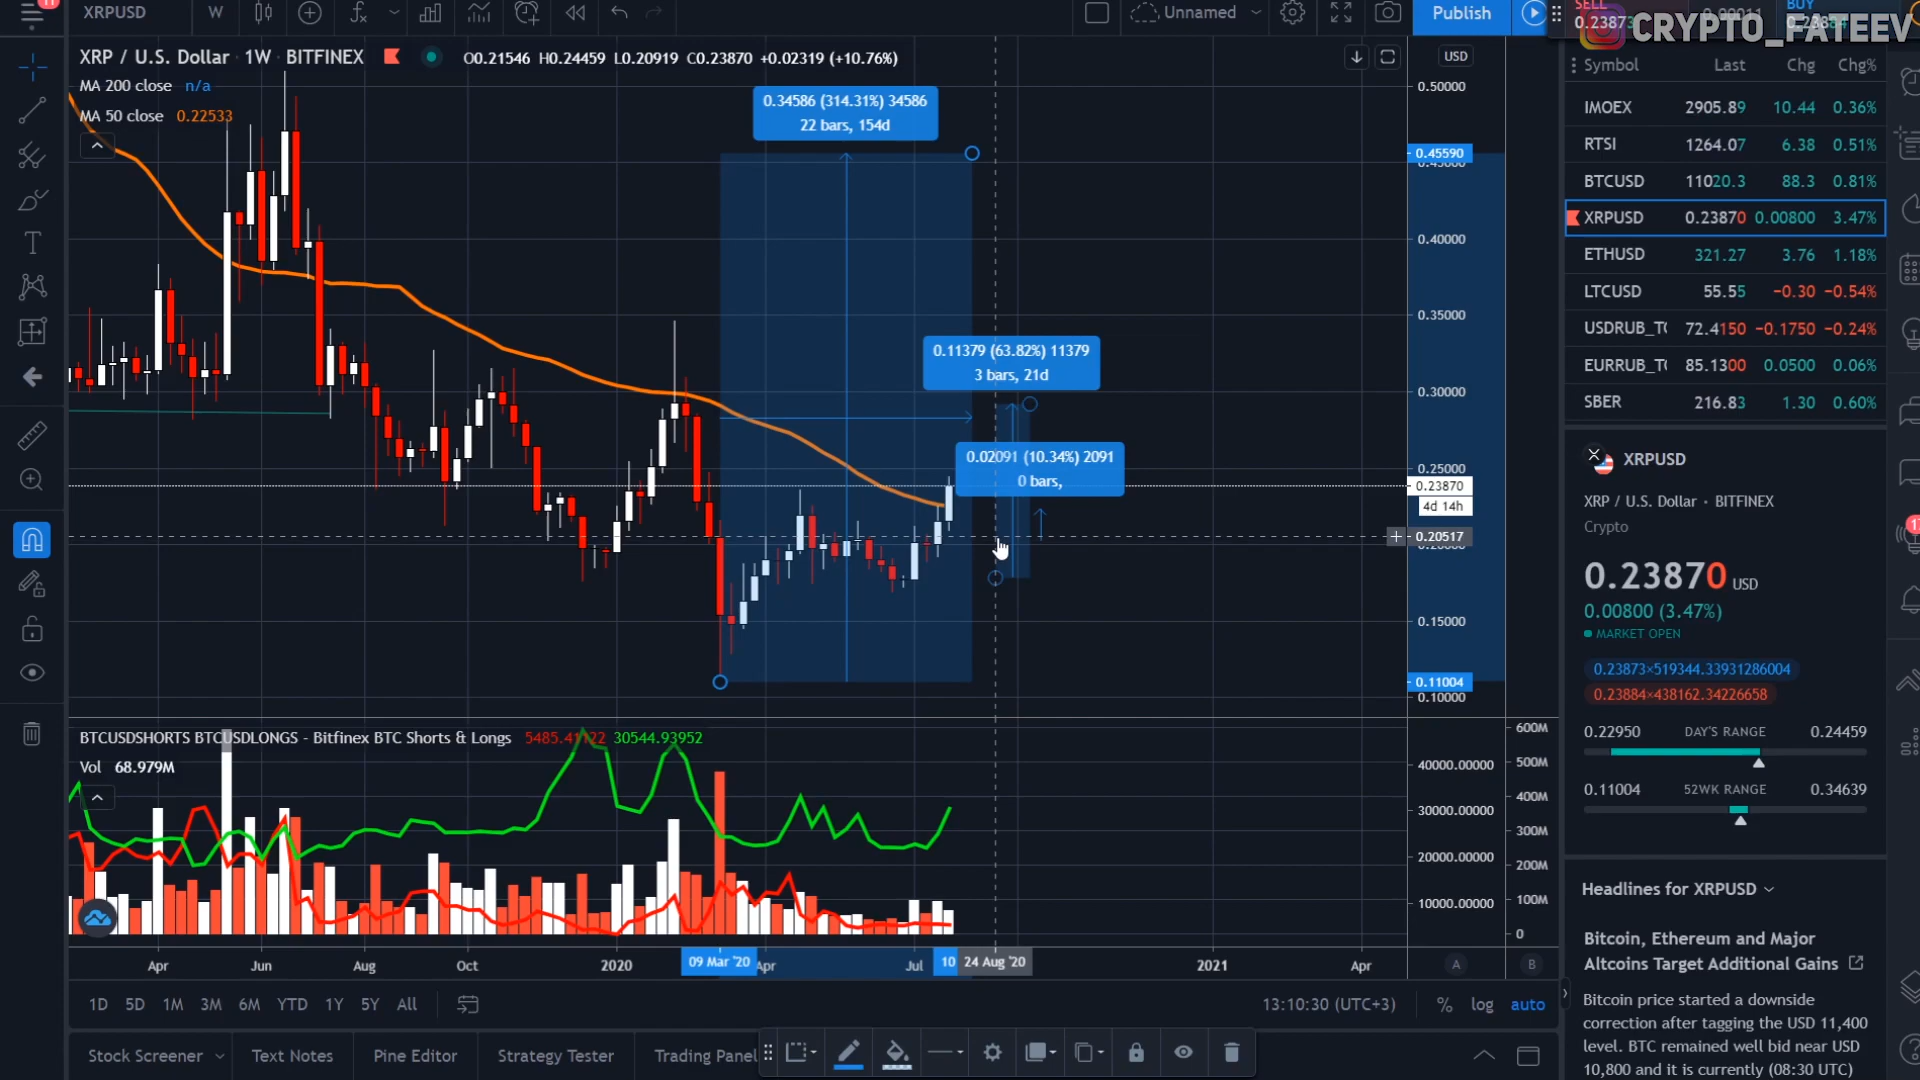 11
XRPUSD
W
fx
Unnamed
Publish
SELL
BUY
CRYPTO_FATEEV
XRP / U.S. Dollar 1W · BITFINEX
O0.21546 H0.24459 L0.20919 C0.23870 +0.02319 (+10.76%)
MA 200 close n/a
MA 50 close 0.22533
USD
0.50000
0.45590
0.40000
0.35000
0.30000
0.25000
0.23870
4d 14h
0.20517
0.15000
0.11004
0.10000
0.34586 (314.31%) 34586
22 bars, 154d
0.11379 (63.82%) 11379
3 bars, 21d
0.02091 (10.34%) 2091
0 bars,
Symbol Last Chg Chg%
IMOEX 2905.89 10.44 0.36%
RTSI 1264.07 6.38 0.51%
BTCUSD 11020.3 88.3 0.81%
XRPUSD 0.23870 0.00800 3.47%
ETHUSD 321.27 3.76 1.18%
LTCUSD 55.55 −0.30 −0.54%
USDRUB_TO 72.4150 −0.1750 −0.24%
EURRUB_TO 85.1300 0.0500 0.06%
SBER 216.83 1.30 0.60%
XRPUSD
XRP / U.S. Dollar · BITFINEX
Crypto
0.23870 USD
0.00800 (3.47%)
MARKET OPEN
0.23873×519344.33931286004
0.23884×438162.34226658
0.22950 DAY'S RANGE 0.24459
0.11004 52WK RANGE 0.34639
Headlines for XRPUSD
Bitcoin, Ethereum and Major
Altcoins Target Additional Gains
Bitcoin price started a downside
correction after tagging the USD 11,400
level. BTC remained well bid near USD
10,800 and it is currently (08:30 UTC)
BTCUSDSHORTS BTCUSDLONGS - Bitfinex BTC Shorts & Longs 5485.41122 30544.93952
Vol 68.979M
40000.00000
30000.00000
20000.00000
10000.00000
600M
500M
400M
300M
200M
100M
0
Apr Jun Aug Oct 2020 09 Mar '20 Apr Jul 10 24 Aug '20 2021 Apr
A B
1D 5D 1M 3M 6M YTD 1Y 5Y All
13:10:30 (UTC+3) % log auto
Stock Screener Text Notes Pine Editor Strategy Tester Trading Panel